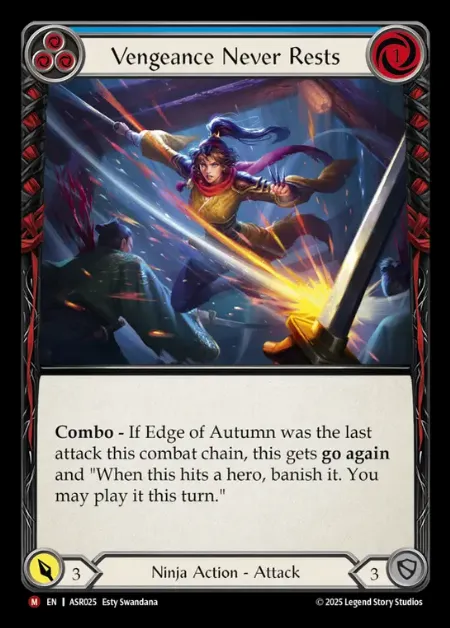 Vengeance Never Rests
1
Combo - If Edge of Autumn was the last
attack this combat chain, this gets go again
and "When this hits a hero, banish it. You
may play it this turn."
3
Ninja Action - Attack
3
M EN | ASR025 Esty Swandana
© 2025 Legend Story Studios